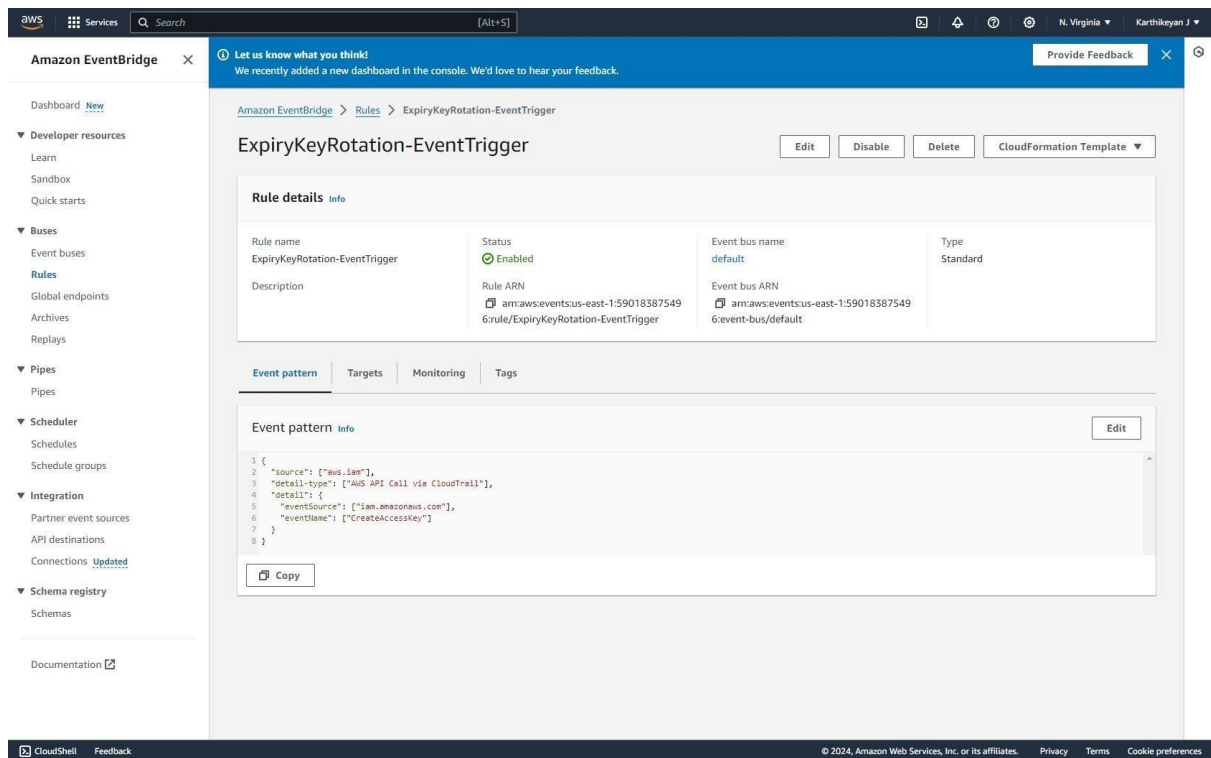 aws
Services
Search
[Alt+S]
N. Virginia ▼
Karthikeyan J ▼
Amazon EventBridge
Let us know what you think!
We recently added a new dashboard in the console. We'd love to hear your feedback.
Provide Feedback
Dashboard New
Developer resources
Learn
Sandbox
Quick starts
Buses
Event buses
Rules
Global endpoints
Archives
Replays
Pipes
Pipes
Scheduler
Schedules
Schedule groups
Integration
Partner event sources
API destinations
Connections Updated
Schema registry
Schemas
Documentation
Amazon EventBridge > Rules > ExpiryKeyRotation-EventTrigger
ExpiryKeyRotation-EventTrigger
Edit
Disable
Delete
CloudFormation Template ▼
Rule details Info
Rule name
ExpiryKeyRotation-EventTrigger
Description
Status
Enabled
Rule ARN
arn:aws:events:us-east-1:59018387549
6:rule/ExpiryKeyRotation-EventTrigger
Event bus name
default
Event bus ARN
arn:aws:events:us-east-1:59018387549
6:event-bus/default
Type
Standard
Event pattern
Targets
Monitoring
Tags
Event pattern Info
Edit
1 {
2 "source": ["aws.iam"],
3 "detail-type": ["AWS API Call via CloudTrail"],
4 "detail": {
5 "eventSource": ["iam.amazonaws.com"],
6 "eventName": ["CreateAccessKey"]
7 }
8 }
Copy
CloudShell
Feedback
© 2024, Amazon Web Services, Inc. or its affiliates.
Privacy
Terms
Cookie preferences